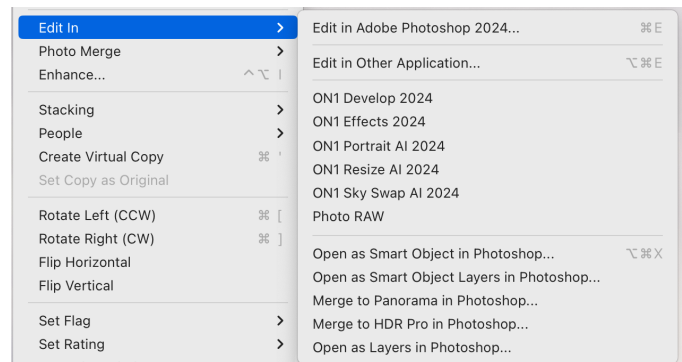 Edit In
Photo Merge
Enhance... ^⌥ I
Stacking
People
Create Virtual Copy ⌘ '
Set Copy as Original
Rotate Left (CCW) ⌘ [
Rotate Right (CW) ⌘ ]
Flip Horizontal
Flip Vertical
Set Flag
Set Rating
Edit in Adobe Photoshop 2024... ⌘E
Edit in Other Application... ⌥⌘E
ON1 Develop 2024
ON1 Effects 2024
ON1 Portrait AI 2024
ON1 Resize AI 2024
ON1 Sky Swap AI 2024
Photo RAW
Open as Smart Object in Photoshop... ⌥⌘X
Open as Smart Object Layers in Photoshop...
Merge to Panorama in Photoshop...
Merge to HDR Pro in Photoshop...
Open as Layers in Photoshop...